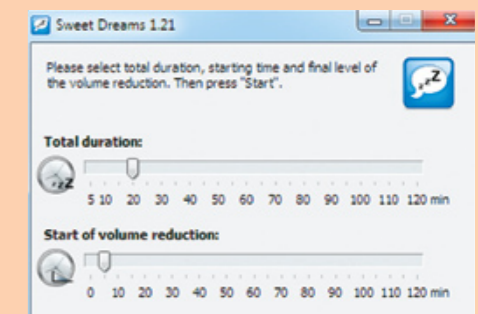 Sweet Dreams 1.21
Please select total duration, starting time and final level of
the volume reduction. Then press "Start".
zZ
Total duration:
zZ
5 10 20 30 40 50 60 70 80 90 100 110 120 min
Start of volume reduction:
0 10 20 30 40 50 60 70 80 90 100 110 120 min